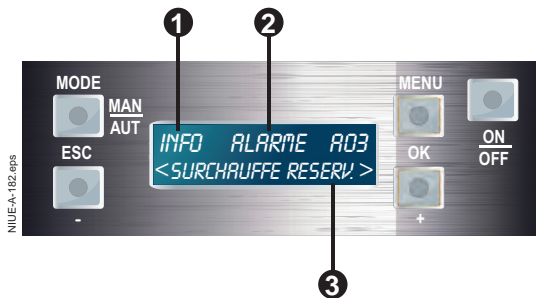 1 2
MODE
MAN
AUT
ESC
-
INFO ALARME A03
<SURCHAUFFE RESERV. >
MENU
OK
+
ON
OFF
NIUE-A-182.eps
3